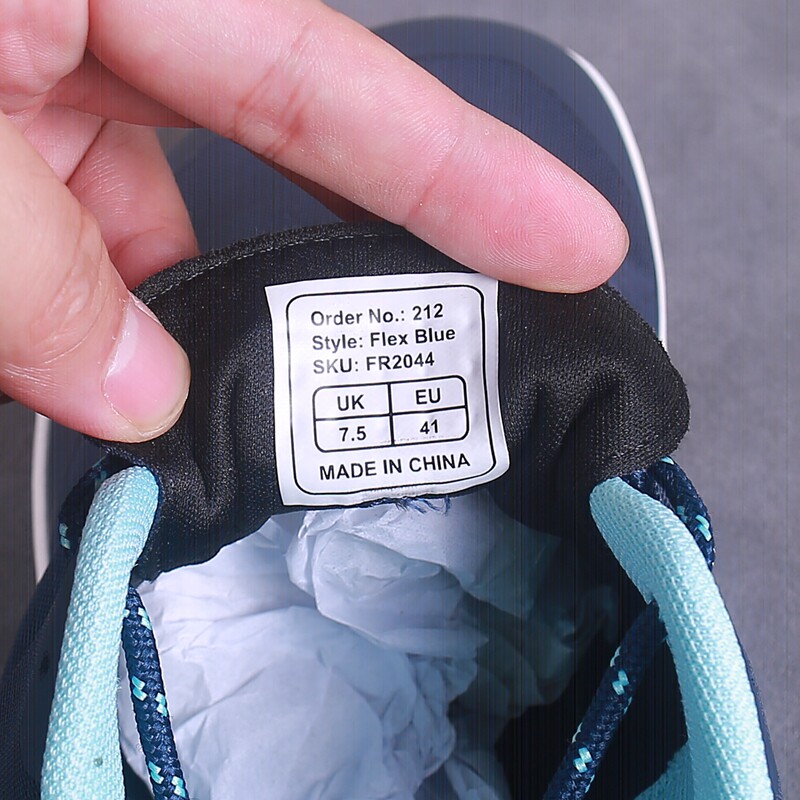 Order No.: 212
Style: Flex Blue
SKU: FR2044
UK EU
7.5 41
MADE IN CHINA